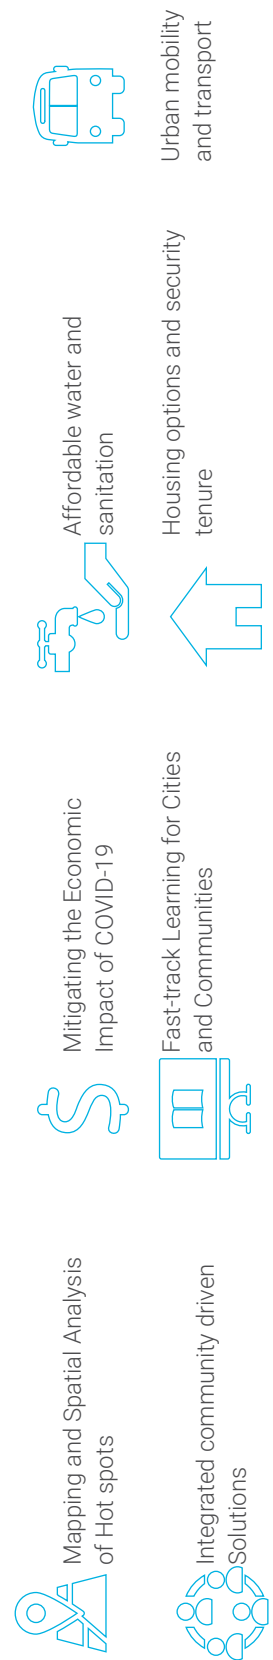 Mapping and Spatial Analysis
of Hot spots
Mitigating the Economic
Impact of COVID-19
Affordable water and
sanitation
Urban mobility
and transport
Integrated community driven
Solutions
Fast-track Learning for Cities
and Communities
Housing options and security
tenure